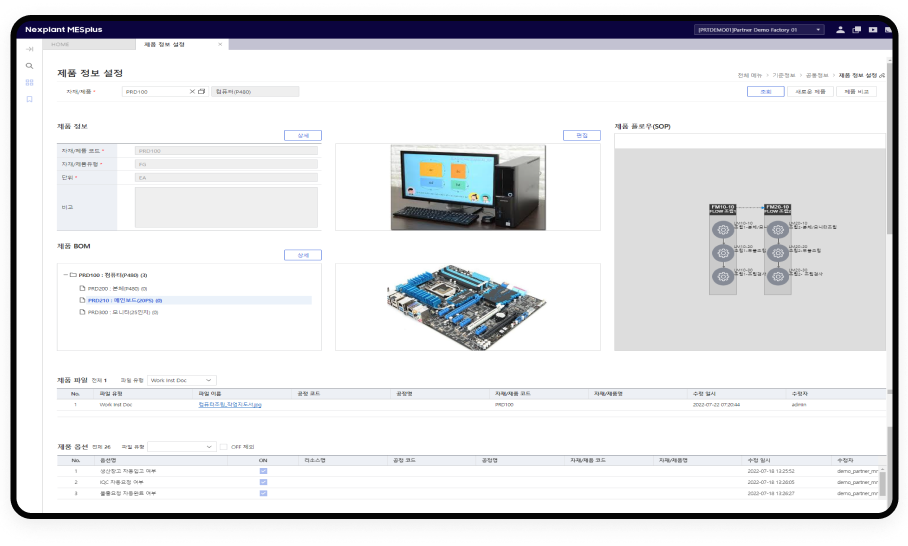 Nexplant MESplus
[PRTDEMO01]Partner Demo Factory 01
HOME
제품 정보 설정
제품 정보 설정
전체 메뉴 > 기준정보 > 공통정보 > 제품 정보 설정
자재/제품 *
PRD100
컴퓨터(P480)
조회
새로운 제품
제품 비교
제품 정보
상세
편집
제품 플로우(SOP)
자재/제품 코드 *
PRD100
자재/제품유형 *
단위 *
EA
비고
제품 BOM
상세
PRD100 : 컴퓨터(P480) (3)
PRD200 : 본체(P480) (0)
PRD210 : 메인보드(20PS) (0)
PRD300 : 모니터(25인치) (0)
FM10-10
FM20-10
제품 파일 전체 1 파일 유형 Work Inst Doc
No. 파일 유형 파일 이름 공장 코드 공정명 자재/제품 코드 자재/제품명 수정 일시 수정자
1 Work Inst Doc 컴퓨터조립_작업지도서.jpg PRD100 2022-07-22 07:20:44 admin
제품 옵션 전체 26 파일 유형 OFF 제외
No. 옵션명 ON 리소스명 공장 코드 공정명 자재/제품 코드 자재/제품명 수정 일시 수정자
1 생산창고 자동입고 여부 2022-07-18 13:25:52 demo_partner_mr
2 IQC 자동요청 여부 2022-07-18 13:26:05 demo_partner_mr
3 불출요청 자동완료 여부 2022-07-18 13:26:27 demo_partner_mr